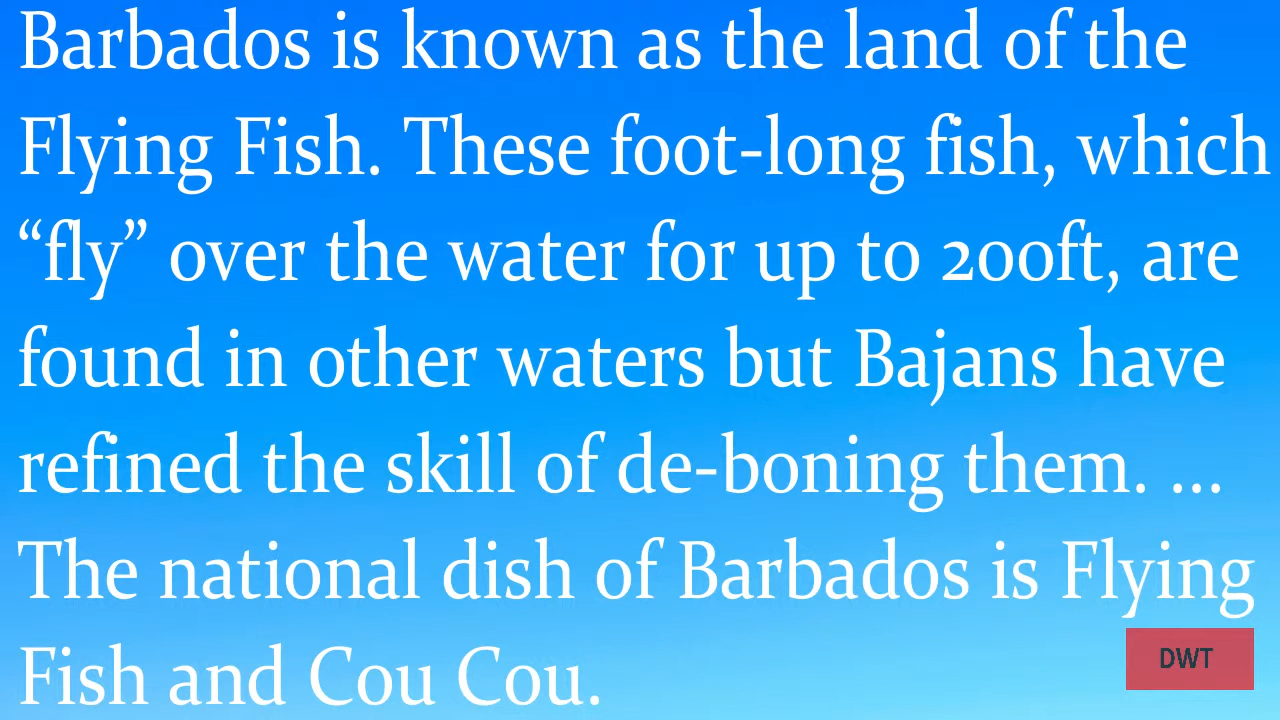 Barbados is known as the land of the
Flying Fish. These foot-long fish, which
“fly” over the water for up to 200ft, are
found in other waters but Bajans have
refined the skill of de-boning them. ...
The national dish of Barbados is Flying
Fish and Cou Cou.
DWT